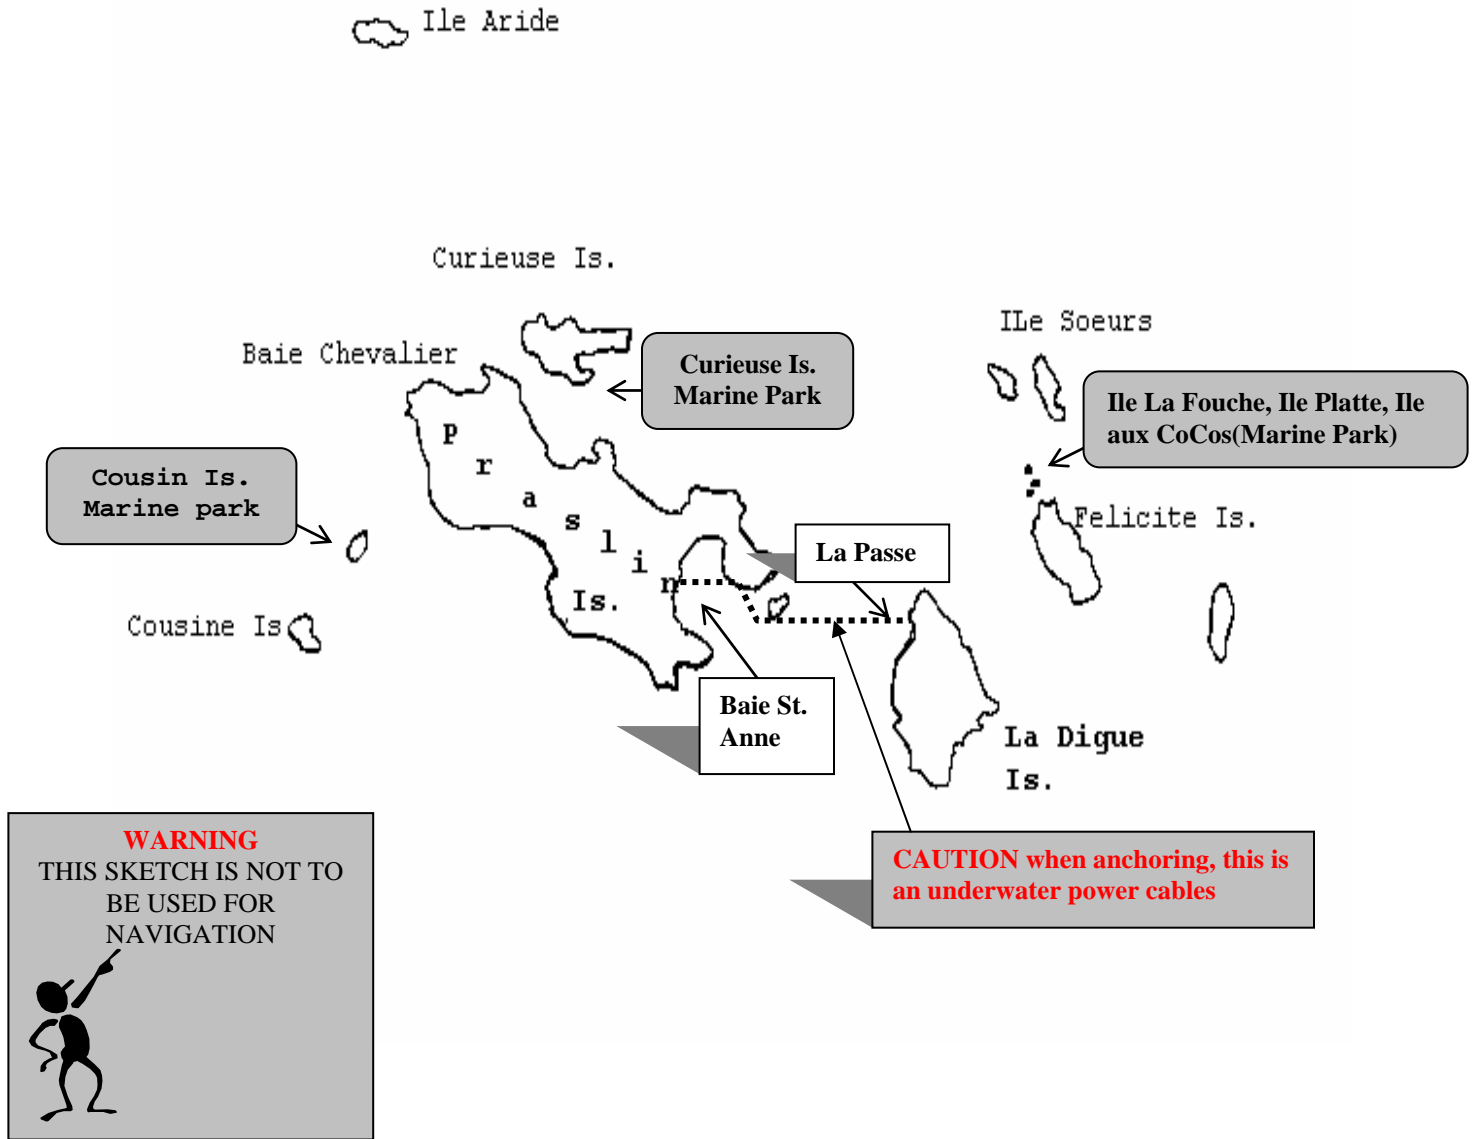 Ile Aride
Curieuse Is.
ILe Soeurs
Baie Chevalier
Curieuse Is.
Marine Park
Ile La Fouche, Ile Platte, Ile
aux CoCos(Marine Park)
Cousin Is.
Marine park
Praslin
Is.
Felicite Is.
La Passe
Cousine Is
Baie St.
Anne
La Digue
Is.
WARNING
THIS SKETCH IS NOT TO
BE USED FOR
NAVIGATION
CAUTION when anchoring, this is
an underwater power cables